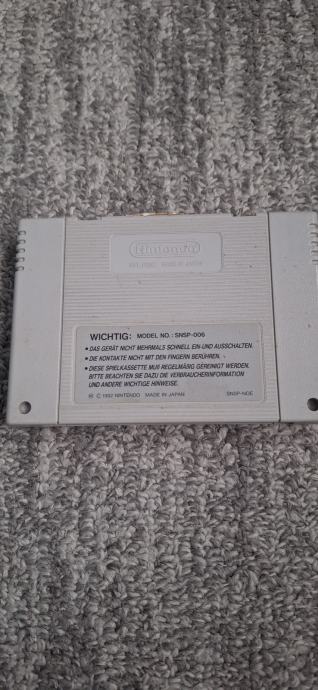 Nintendo
PAT. PEND. MADE IN JAPAN
WICHTIG: MODEL NO.: SNSP-006
• DAS GERÄT NICHT MEHRMALS SCHNELL EIN-UND AUSSCHALTEN.
• DIE KONTAKTE NICHT MIT DEN FINGERN BERÜHREN.
• DIESE SPIELKASSETTE MUß REGELMÄßIG GEREINIGT WERDEN.
BITTE BEACHTEN SIE DAZU DIE VERBRAUCHERINFORMATION
UND ANDERE WICHTIGE HINWEISE.
© 1992 NINTENDO MADE IN JAPAN SNSP-NOE